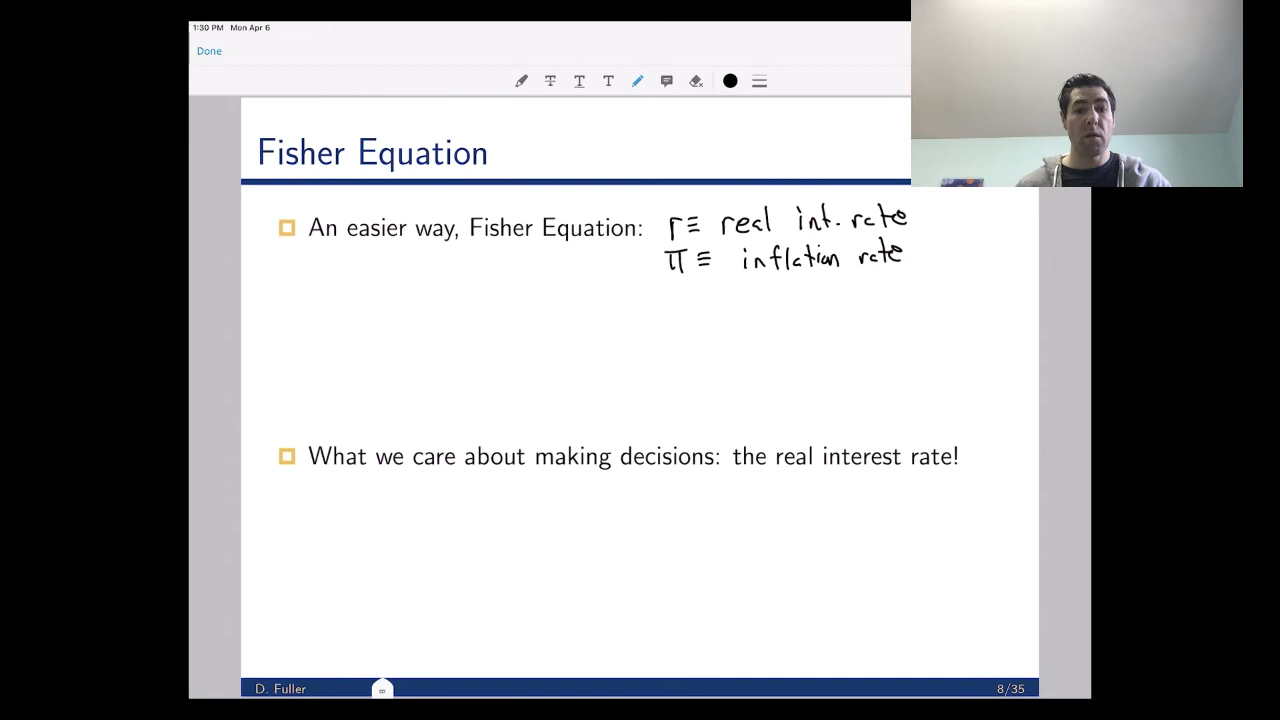 1:30 PM Mon Apr 6
Done
T T T
Fisher Equation
An easier way, Fisher Equation: r ≡ real int. rate
π ≡ inflation rate
What we care about making decisions: the real interest rate!
D. Fuller 8 8/35